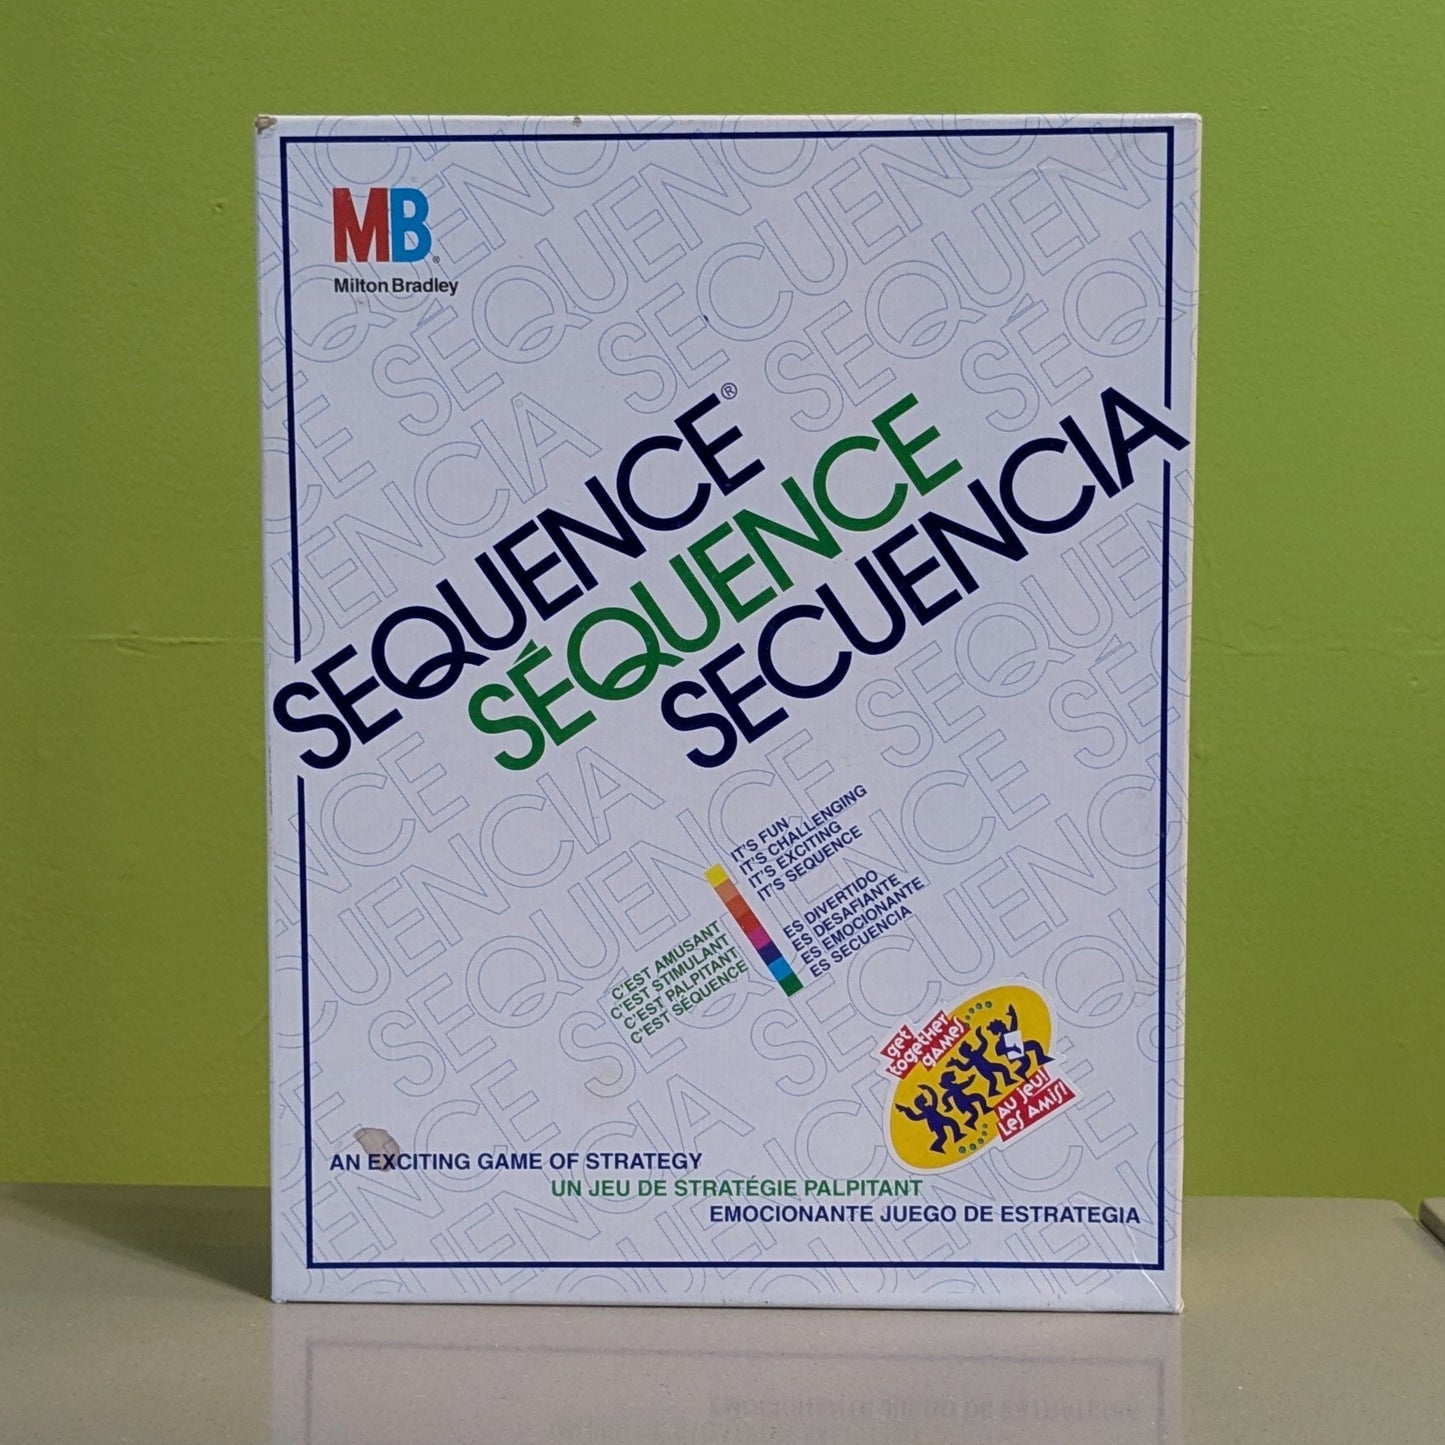 MB®
Milton Bradley
SEQUENCE®
SÉQUENCE
SECUENCIA
IT'S FUN
IT'S CHALLENGING
IT'S EXCITING
IT'S SEQUENCE
ES DIVERTIDO
ES DESAFIANTE
ES EMOCIONANTE
ES SECUENCIA
C'EST AMUSANT
C'EST STIMULANT
C'EST PALPITANT
C'EST SÉQUENCE
get
together
games
AU JEU!
LES AMIS!
AN EXCITING GAME OF STRATEGY
UN JEU DE STRATÉGIE PALPITANT
EMOCIONANTE JUEGO DE ESTRATEGIA